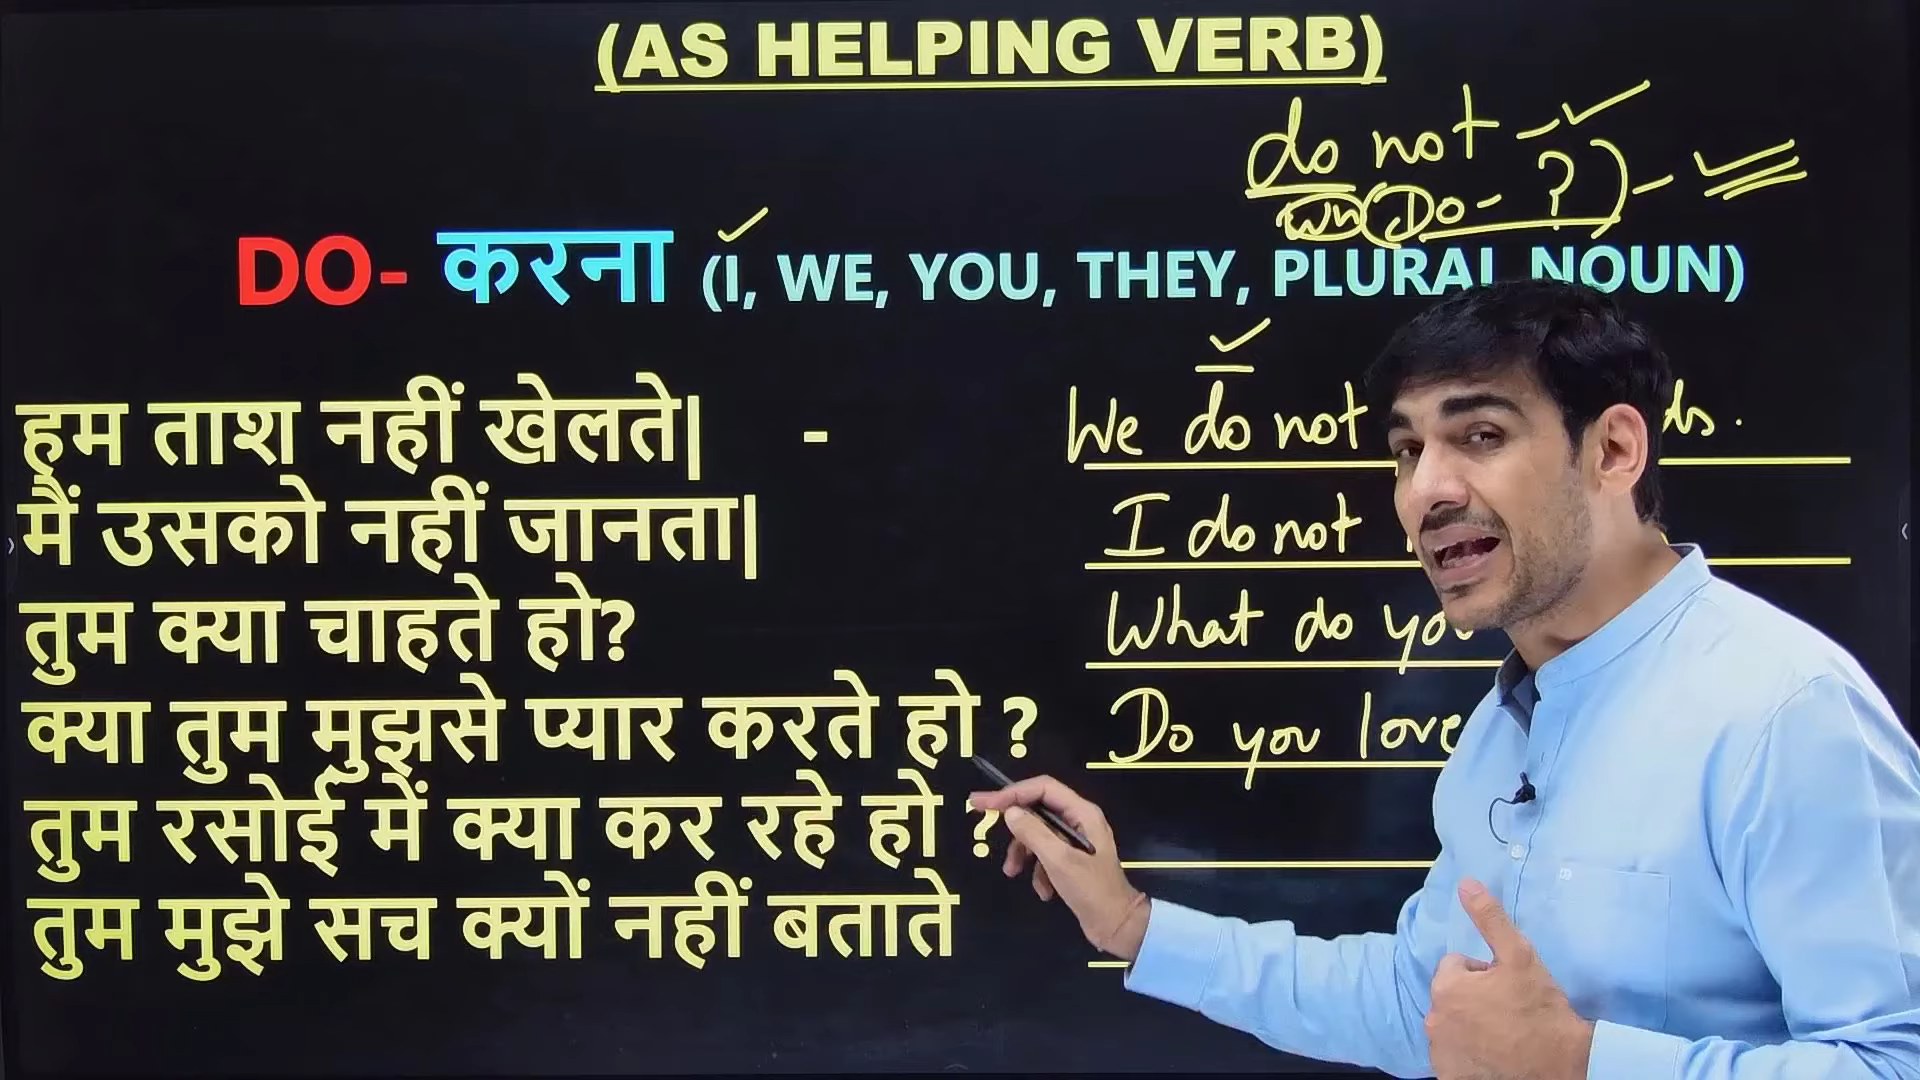 (AS HELPING VERB)
do not - ✓
Wh (Do - ?) - ✓
DO- करना (I, WE, YOU, THEY, PLURAL NOUN)
हम ताश नहीं खेलते| - We do not
मैं उसको नहीं जानता| I do not
तुम क्या चाहते हो? What do you
क्या तुम मुझसे प्यार करते हो ? Do you love
तुम रसोई में क्या कर रहे हो ?
तुम मुझे सच क्यों नहीं बताते